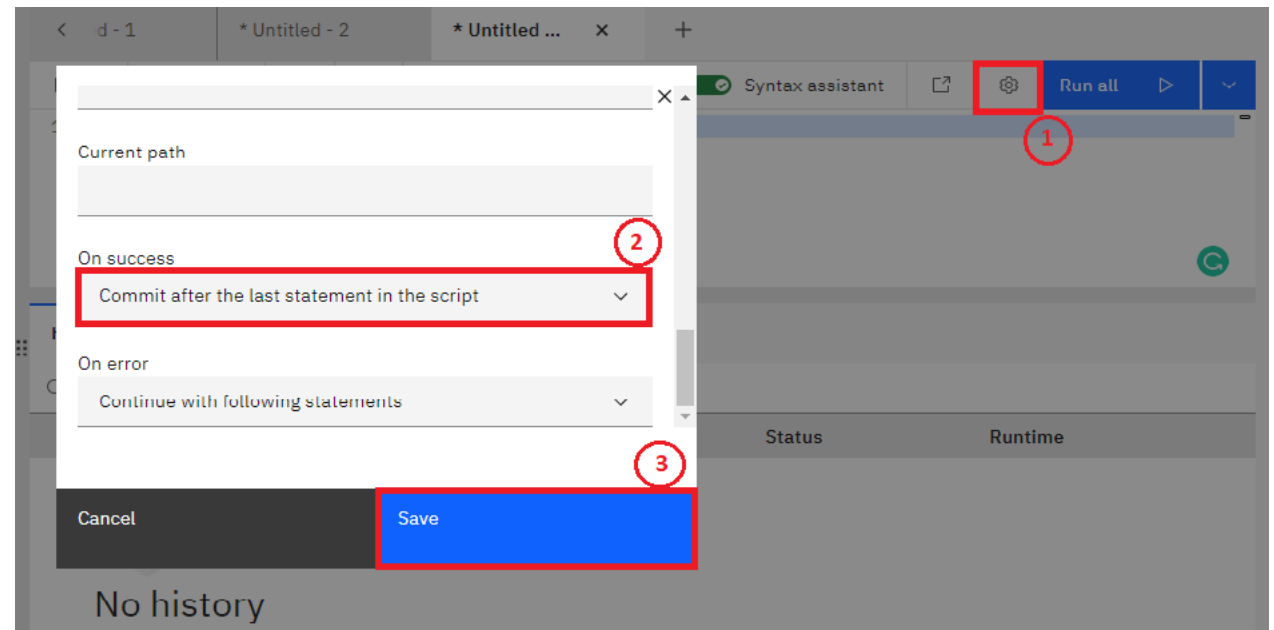 d - 1
* Untitled - 2
* Untitled ...
Syntax assistant
Run all
1
Current path
2
On success
Commit after the last statement in the script
On error
Continue with following statements
Status
Runtime
3
Cancel
Save
No history